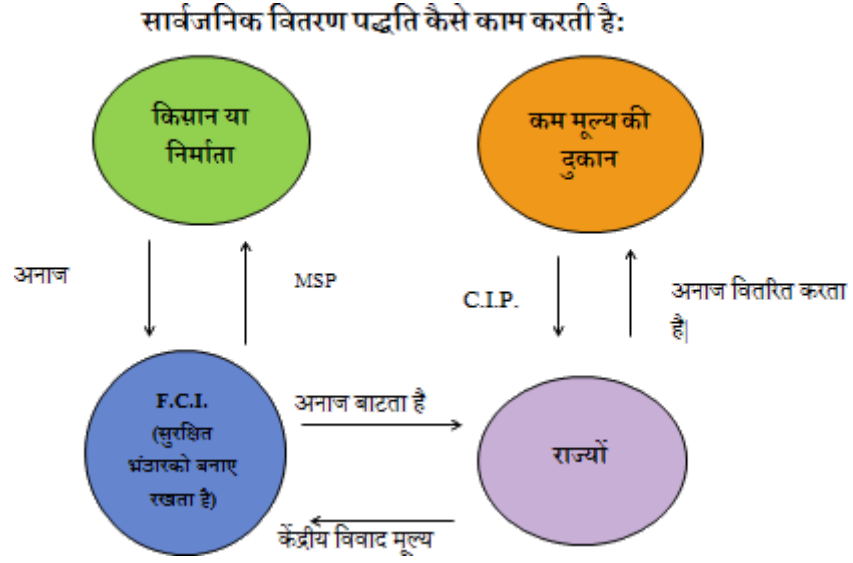 सार्वजनिक वितरण पद्धति कैसे काम करती है:
किसान या
निर्माता
कम मूल्य की
दुकान
अनाज
MSP
C.I.P.
अनाज वितरित करता
है|
F.C.I.
(सुरक्षित
भंडारको बनाए
रखता है)
अनाज बाटता है
राज्यों
केंद्रीय विवाद मूल्य